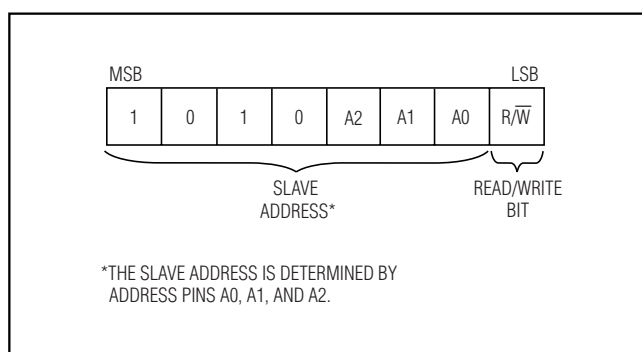 MSB LSB
1 0 1 0 A2 A1 A0 R/W̅
SLAVE
ADDRESS*
READ/WRITE
BIT
*THE SLAVE ADDRESS IS DETERMINED BY
ADDRESS PINS A0, A1, AND A2.